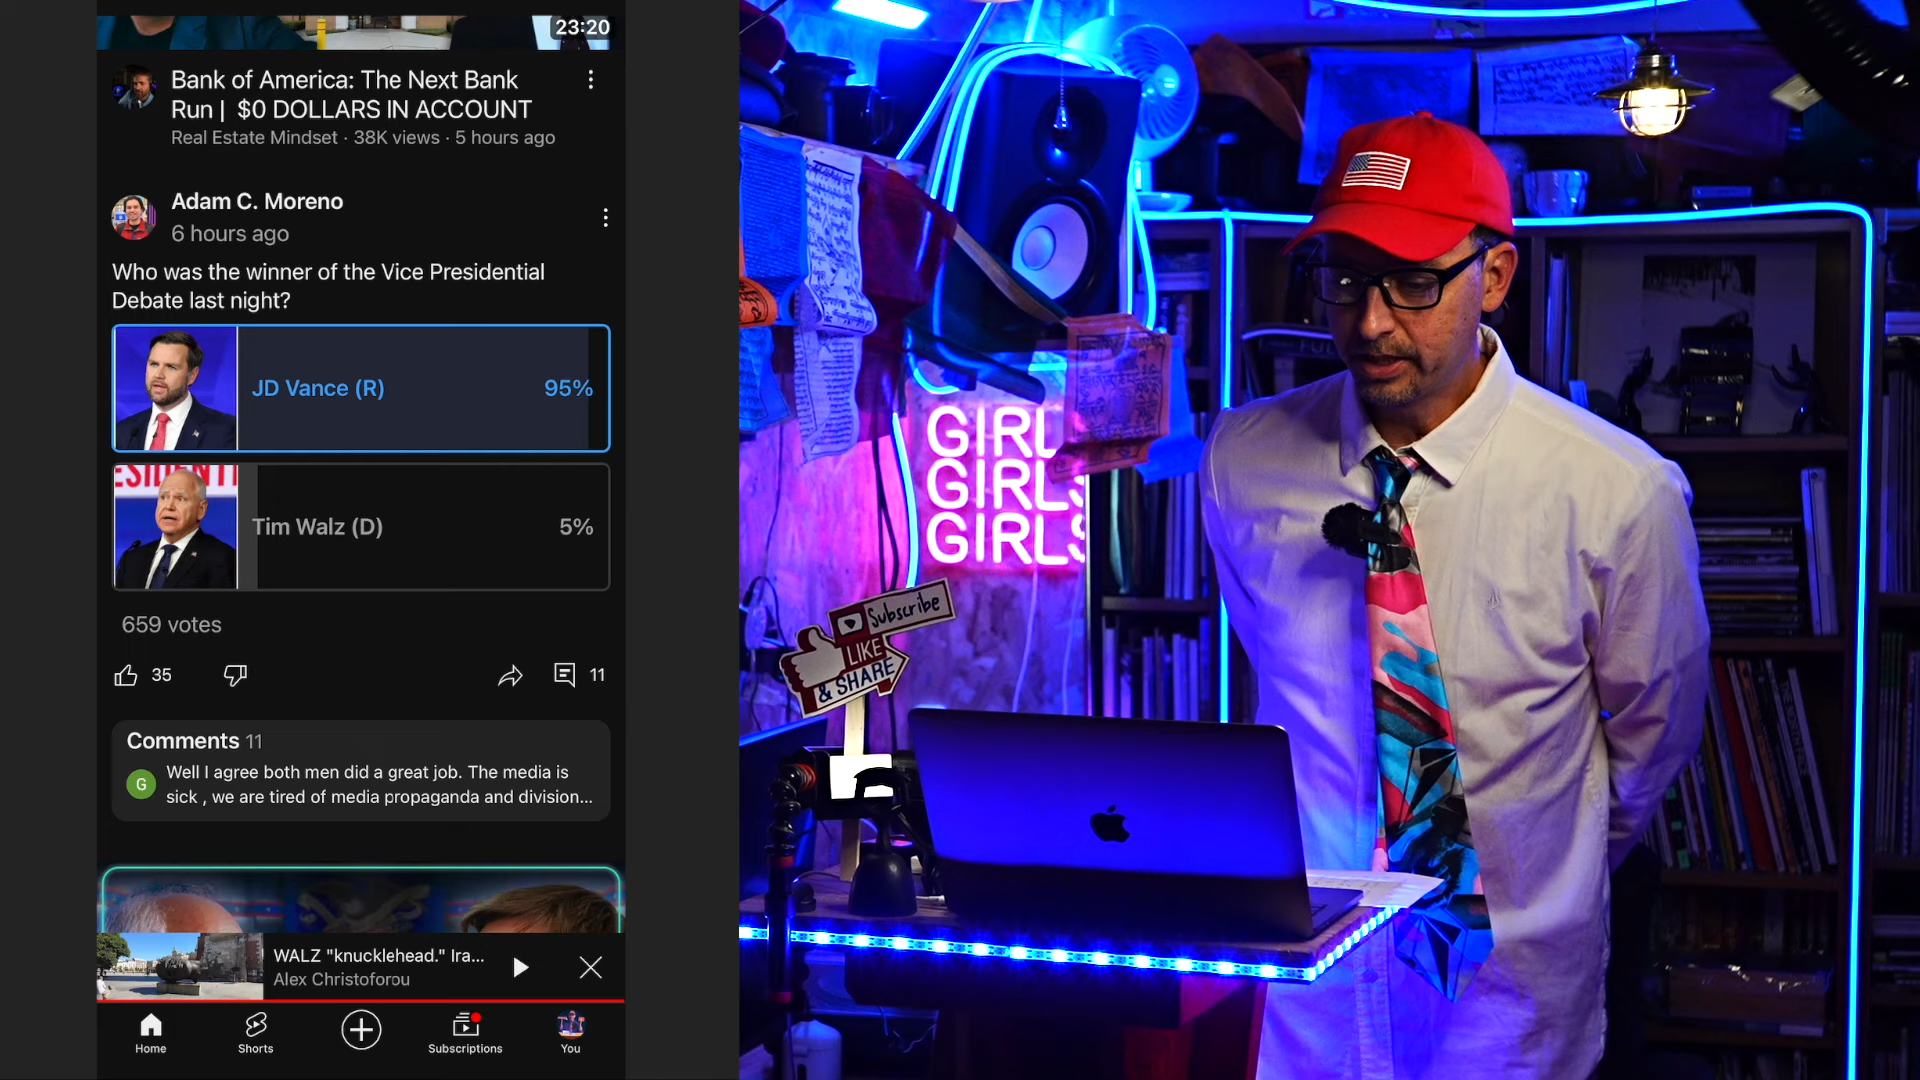 23:20
Bank of America: The Next Bank
Run | $0 DOLLARS IN ACCOUNT
Real Estate Mindset · 38K views · 5 hours ago
Adam C. Moreno
6 hours ago
Who was the winner of the Vice Presidential
Debate last night?
JD Vance (R) 95%
Tim Walz (D) 5%
659 votes
35
11
Comments 11
G
Well I agree both men did a great job. The media is
sick , we are tired of media propaganda and division...
WALZ "knucklehead." Ira...
Alex Christoforou
Home
Shorts
Subscriptions
You
GIRL
GIRLS
GIRLS
Subscribe
LIKE
& SHARE